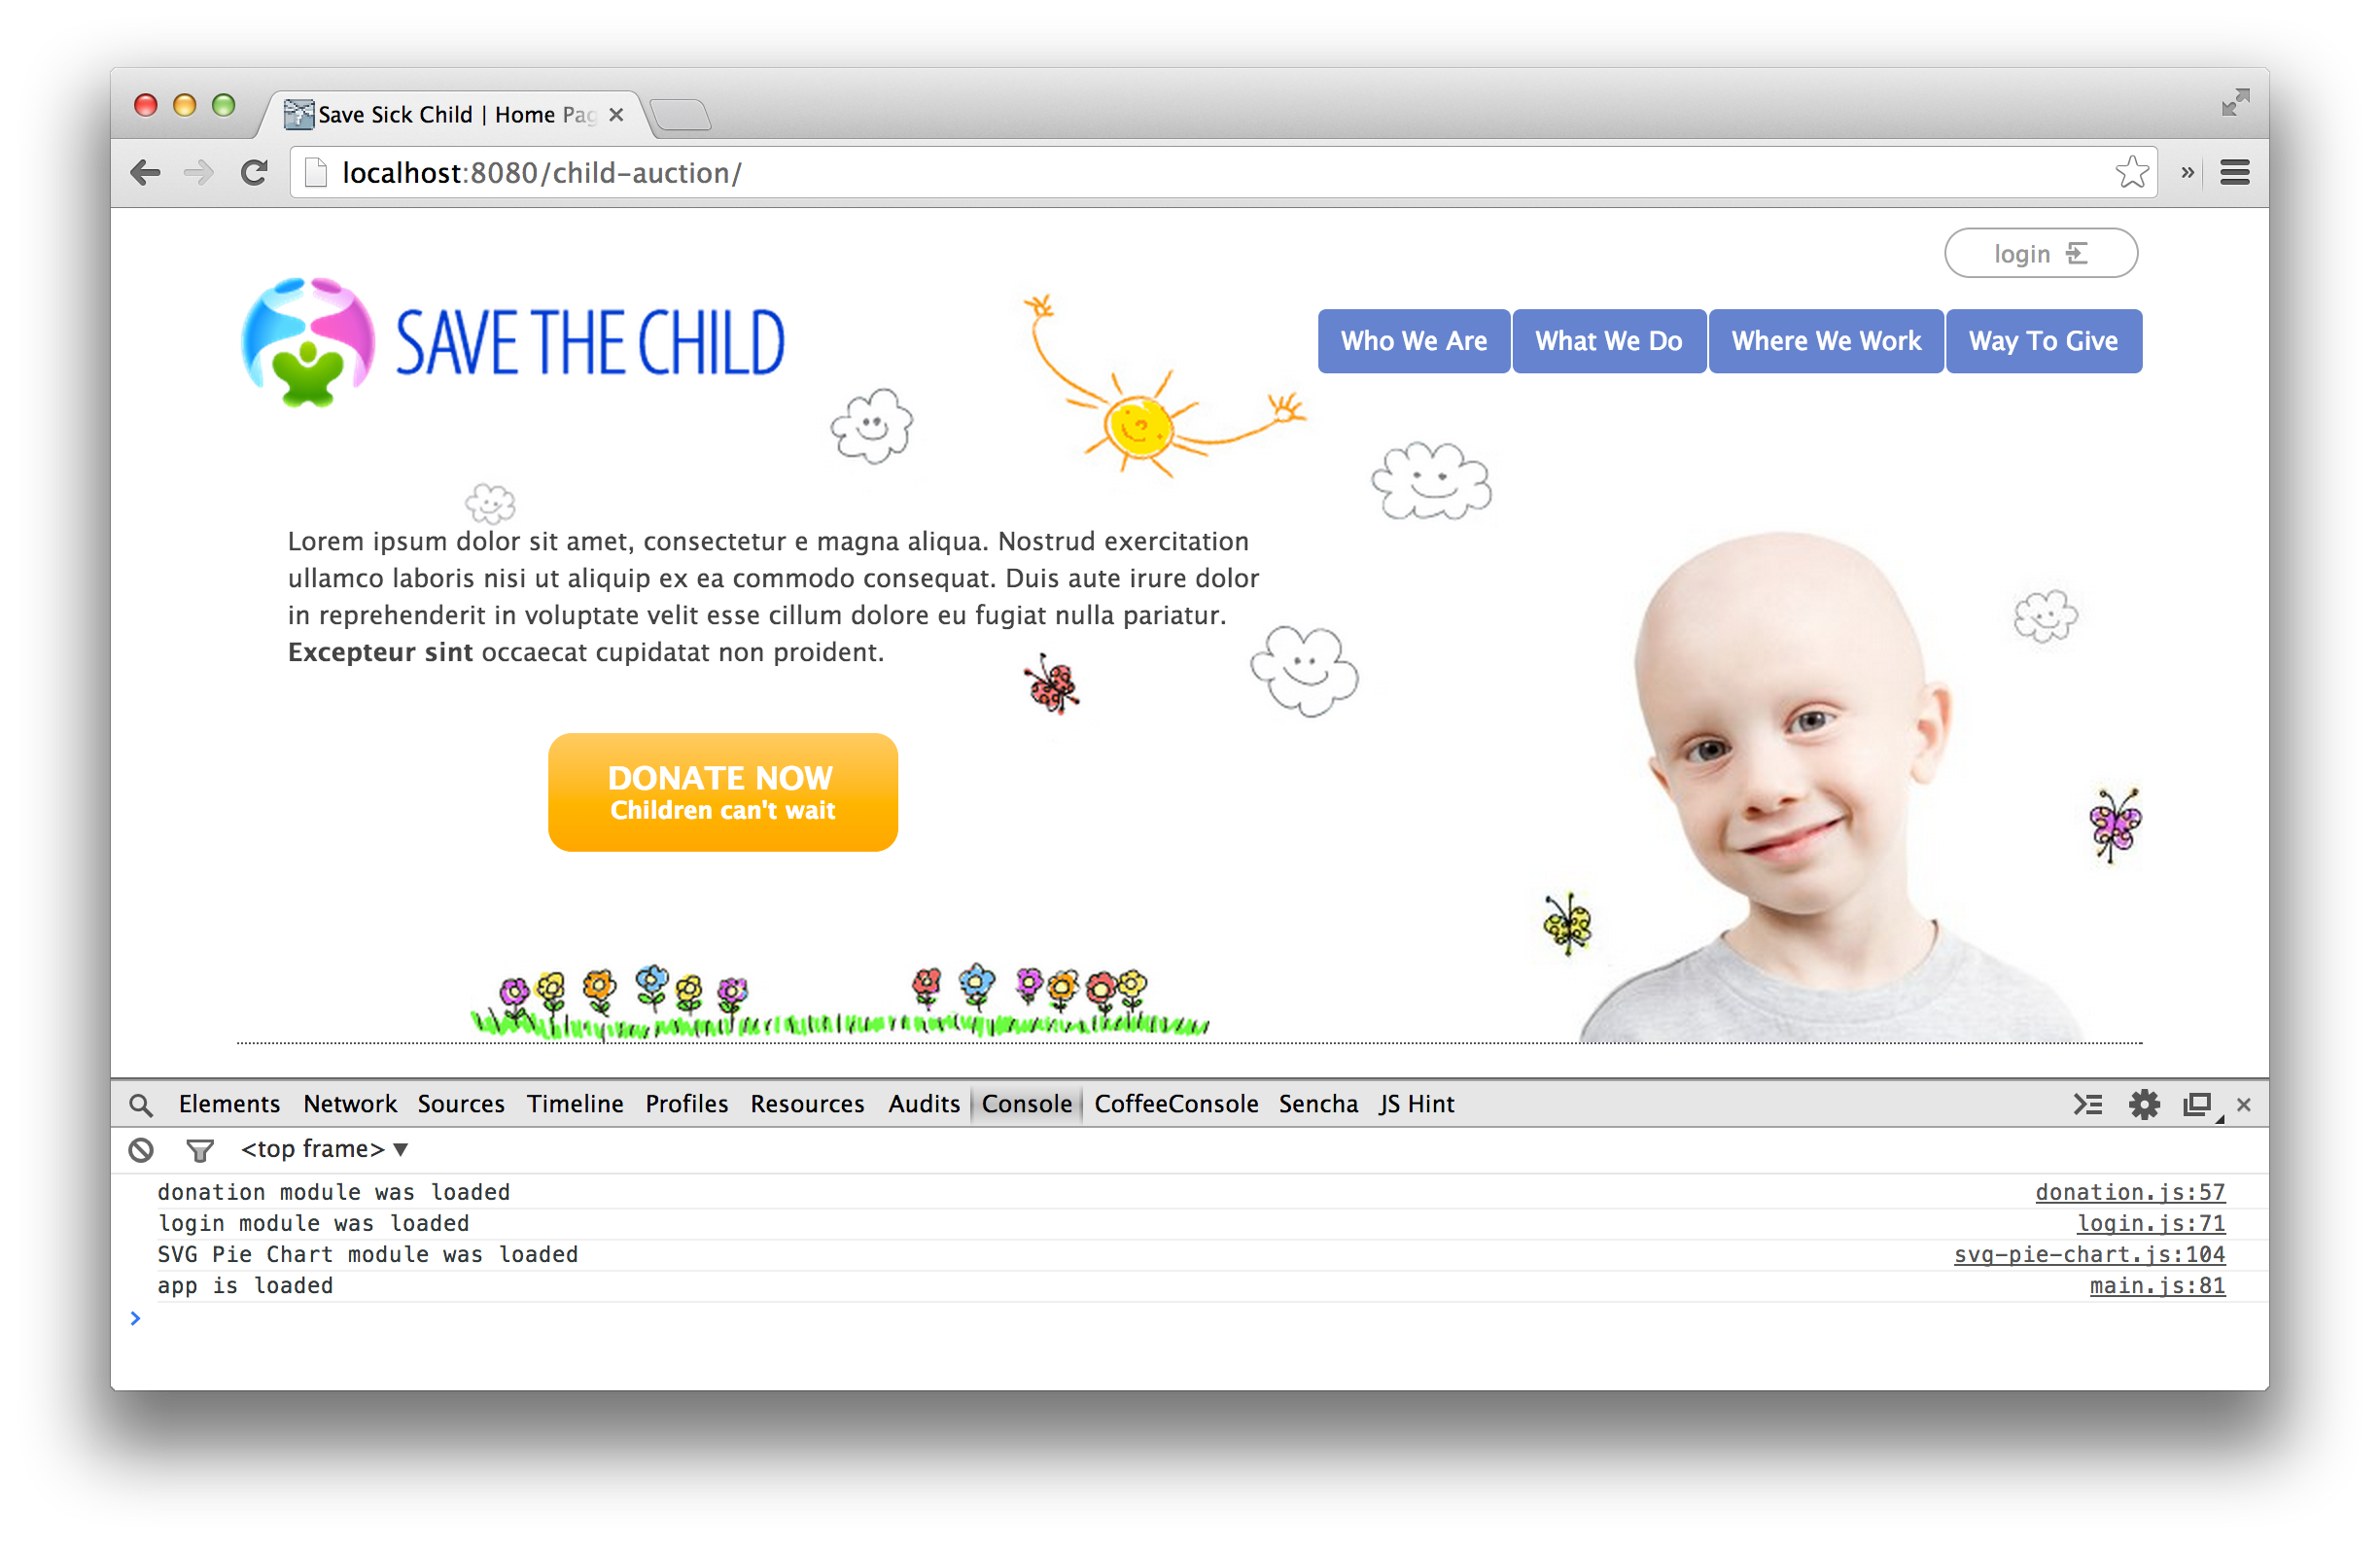 Save Sick Child | Home Pag
localhost:8080/child-auction/
login
SAVE THE CHILD
Who We Are What We Do Where We Work Way To Give
Lorem ipsum dolor sit amet, consectetur e magna aliqua. Nostrud exercitation
ullamco laboris nisi ut aliquip ex ea commodo consequat. Duis aute irure dolor
in reprehenderit in voluptate velit esse cillum dolore eu fugiat nulla pariatur.
Excepteur sint occaecat cupidatat non proident.
DONATE NOW
Children can't wait
Elements Network Sources Timeline Profiles Resources Audits Console CoffeeConsole Sencha JS Hint
<top frame>
donation module was loaded donation.js:57
login module was loaded login.js:71
SVG Pie Chart module was loaded svg-pie-chart.js:104
app is loaded main.js:81